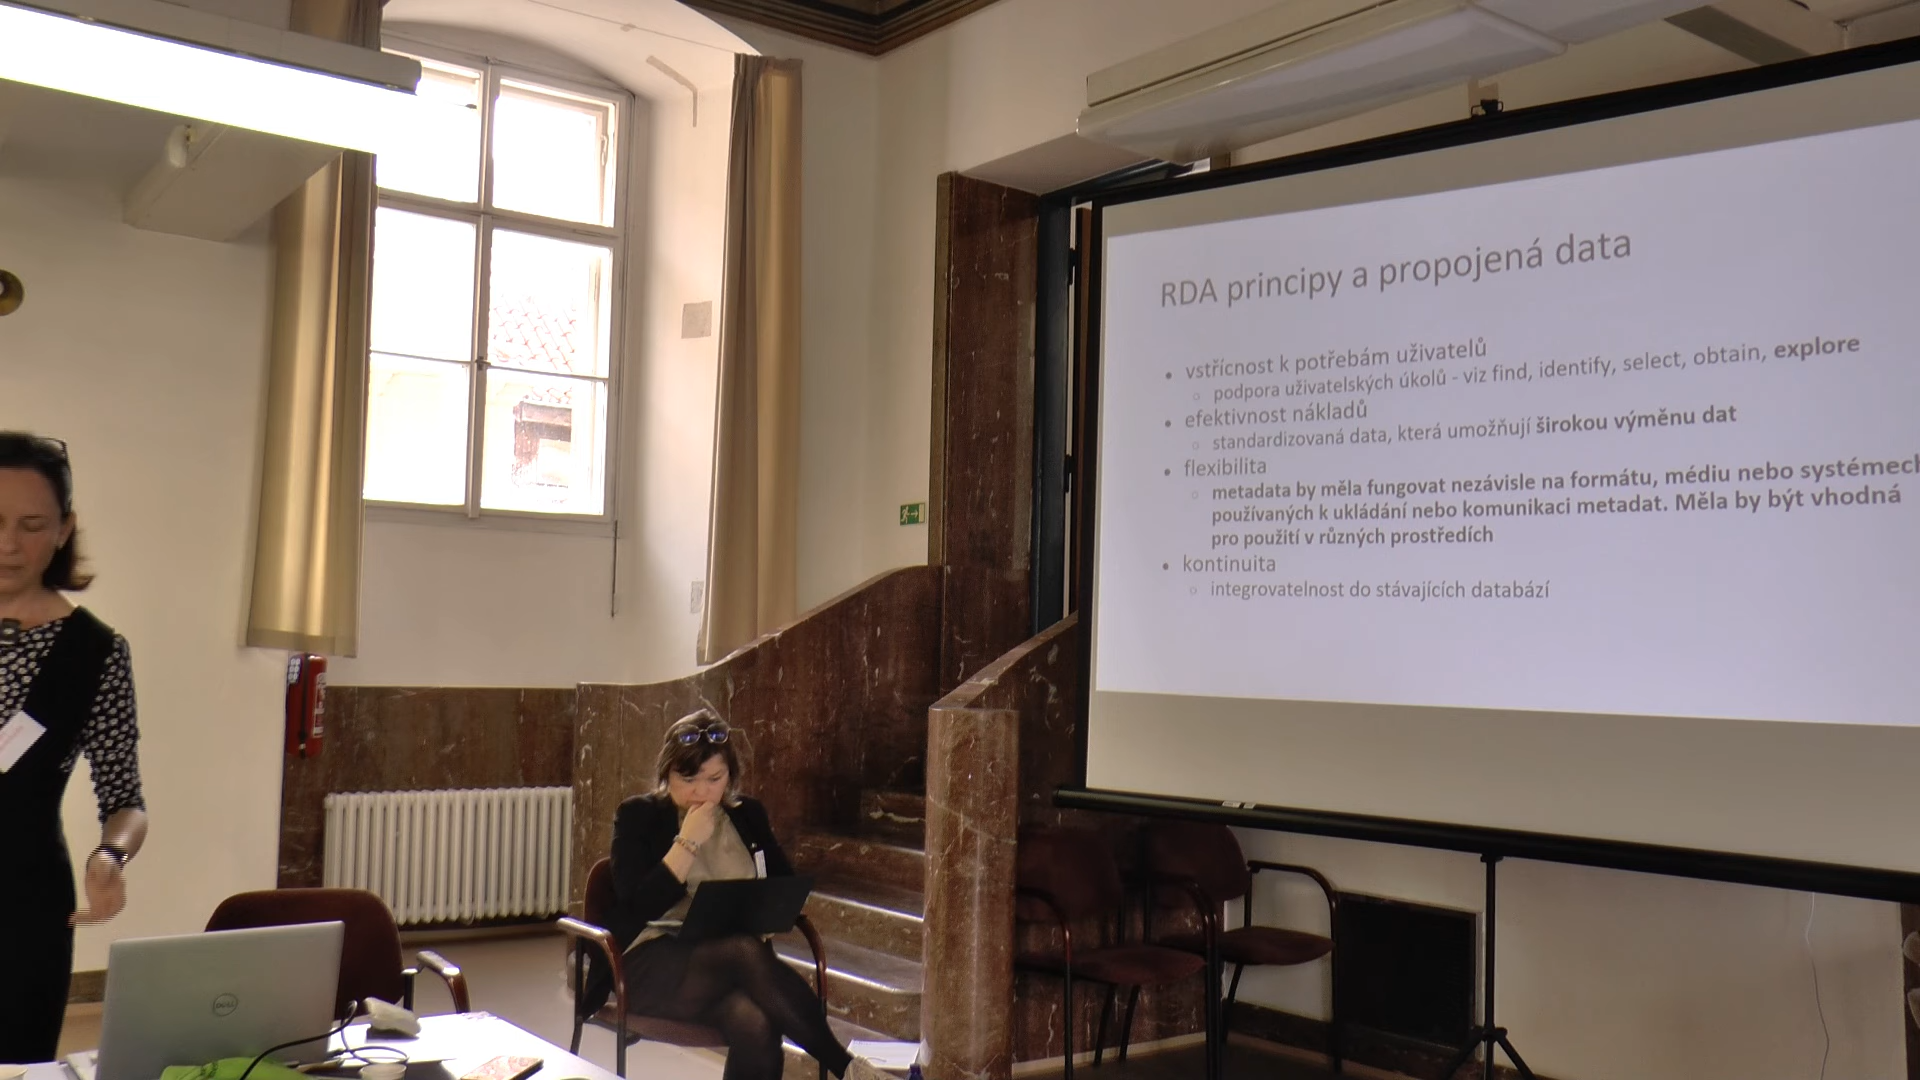 RDA principy a propojená data
• vstřícnost k potřebám uživatelů
○ podpora uživatelských úkolů - viz find, identify, select, obtain, explore
• efektivnost nákladů
○ standardizovaná data, která umožňují širokou výměnu dat
• flexibilita
○ metadata by měla fungovat nezávisle na formátu, médiu nebo systémech
používaných k ukládání nebo komunikaci metadat. Měla by být vhodná
pro použití v různých prostředích
• kontinuita
○ integrovatelnost do stávajících databází
DELL